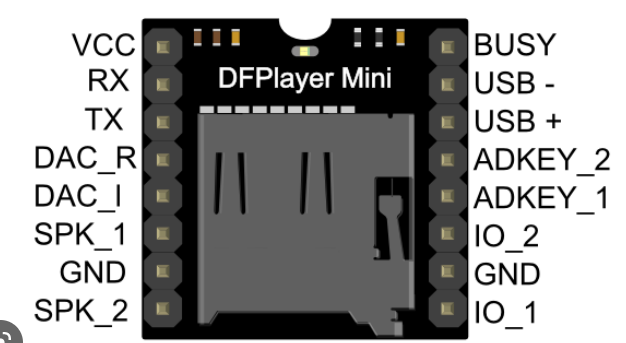 VCC
RX
TX
DAC_R
DAC_I
SPK_1
GND
SPK_2
DFPlayer Mini
BUSY
USB -
USB +
ADKEY_2
ADKEY_1
IO_2
GND
IO_1